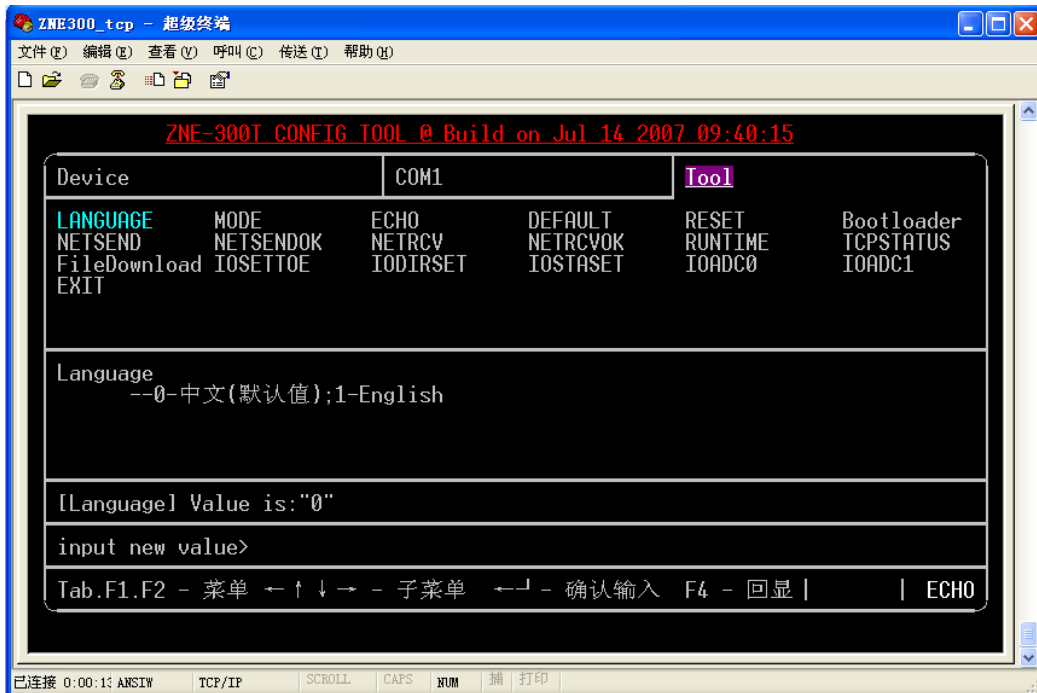 ZNE300_tcp - 超级终端
文件(F) 编辑(E) 查看(V) 呼叫(C) 传送(T) 帮助(H)
ZNE-300T CONFIG TOOL @ Build on Jul 14 2007 09:40:15
Device COM1 Tool
LANGUAGE MODE ECHO DEFAULT RESET Bootloader
NETSEND NETSENDOK NETRCV NETRCVOK RUNTIME TCPSTATUS
FileDownload IOSETTOE IODIRSET IOSTASET IOADC0 IOADC1
EXIT
Language
--0-中文(默认值);1-English
[Language] Value is:"0"
input new value>
Tab.F1.F2 - 菜单 ←↑↓→ - 子菜单 ←┘ - 确认输入 F4 - 回显 | | ECHO
已连接 0:00:13 ANSIW TCP/IP SCROLL CAPS NUM 捕 打印